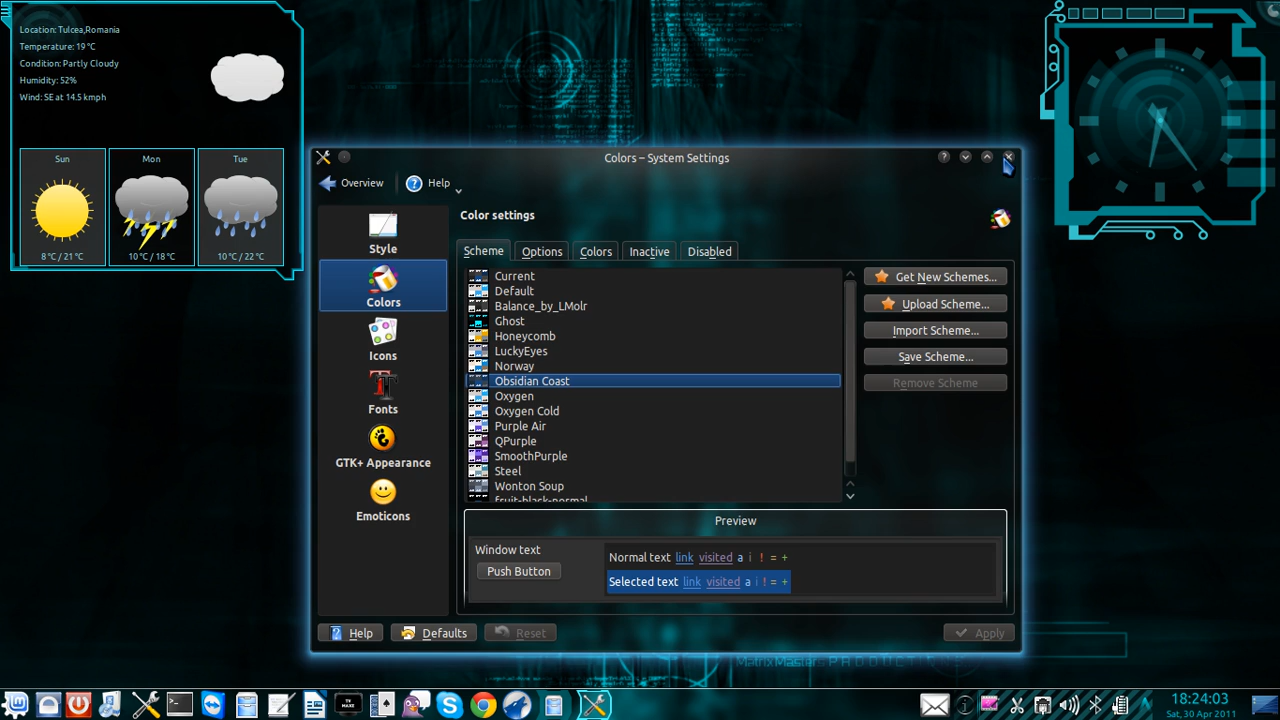 Location: Tulcea,Romania
Temperature: 19 °C
Condition: Partly Cloudy
Humidity: 52%
Wind: SE at 14.5 kmph
Sun Mon Tue
8 °C / 21 °C 10 °C / 18 °C 10 °C / 22 °C
Colors – System Settings
Overview Help
Style
Colors
Icons
Fonts
GTK+ Appearance
Emoticons
Color settings
Scheme Options Colors Inactive Disabled
Current
Default
Balance_by_LMolr
Ghost
Honeycomb
LuckyEyes
Norway
Obsidian Coast
Oxygen
Oxygen Cold
Purple Air
QPurple
SmoothPurple
Steel
Wonton Soup
fruit-black-normal
Get New Schemes...
Upload Scheme...
Import Scheme...
Save Scheme...
Remove Scheme
Preview
Window text
Push Button
Normal text link visited a i ! = +
Selected text link visited a i ! = +
Help Defaults Reset Apply
MatrixMasters PRODUCTIONS
18:24:03
Sat, 30 Apr 2011